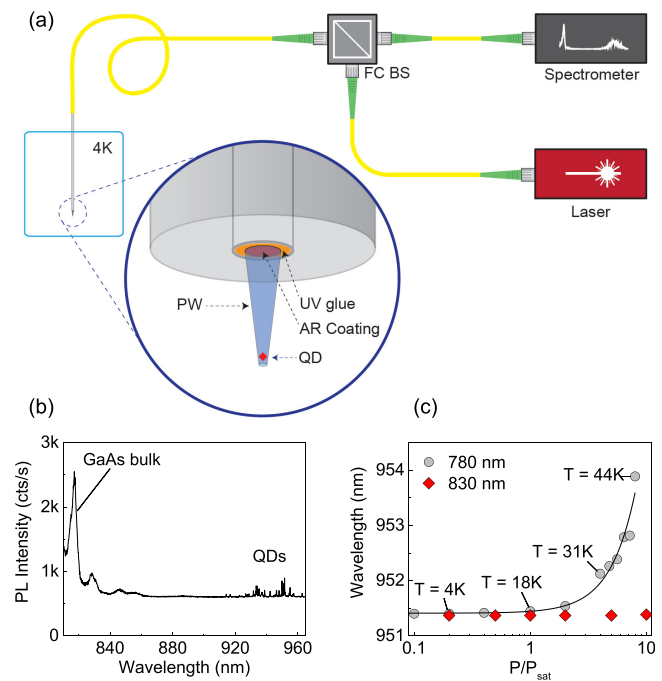 (a)
FC BS
Spectrometer
4K
Laser
PW
UV glue
AR Coating
QD
(b)
(c)
3k
2k
1k
0
PL Intensity (cts/s)
GaAs bulk
QDs
840
880
920
960
Wavelength (nm)
954
953
952
951
Wavelength (nm)
780 nm
830 nm
T = 44K
T = 31K
T = 4K
T = 18K
0.1
1
10
P/Psat